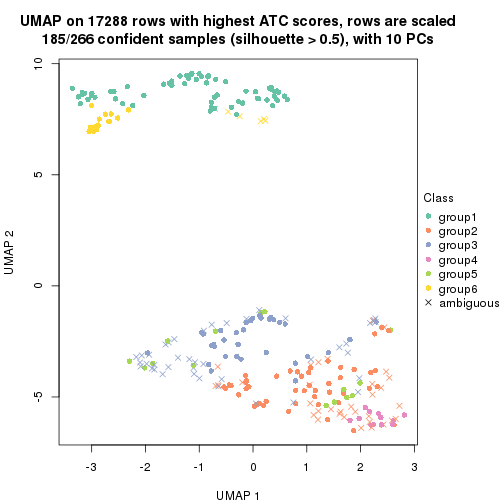 UMAP on 17288 rows with highest ATC scores, rows are scaled
185/266 confident samples (silhouette > 0.5), with 10 PCs
10
5
0
-5
UMAP 2
-3
-2
-1
0
1
2
3
UMAP 1
Class
group1
group2
group3
group4
group5
group6
ambiguous